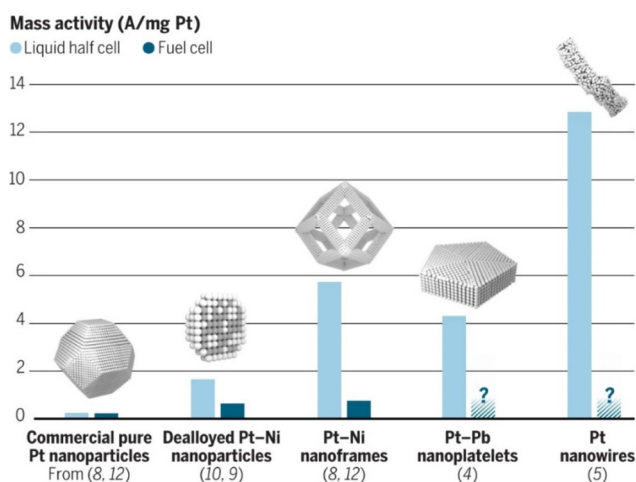 Mass activity (A/mg Pt)
Liquid half cell Fuel cell
14
12
10
8
6
4
2
0
? ?
Commercial pure Dealloyed Pt–Ni Pt–Ni Pt–Pb Pt
Pt nanoparticles nanoparticles nanoframes nanoplatelets nanowires
From (8, 12) (10, 9) (8, 12) (4) (5)